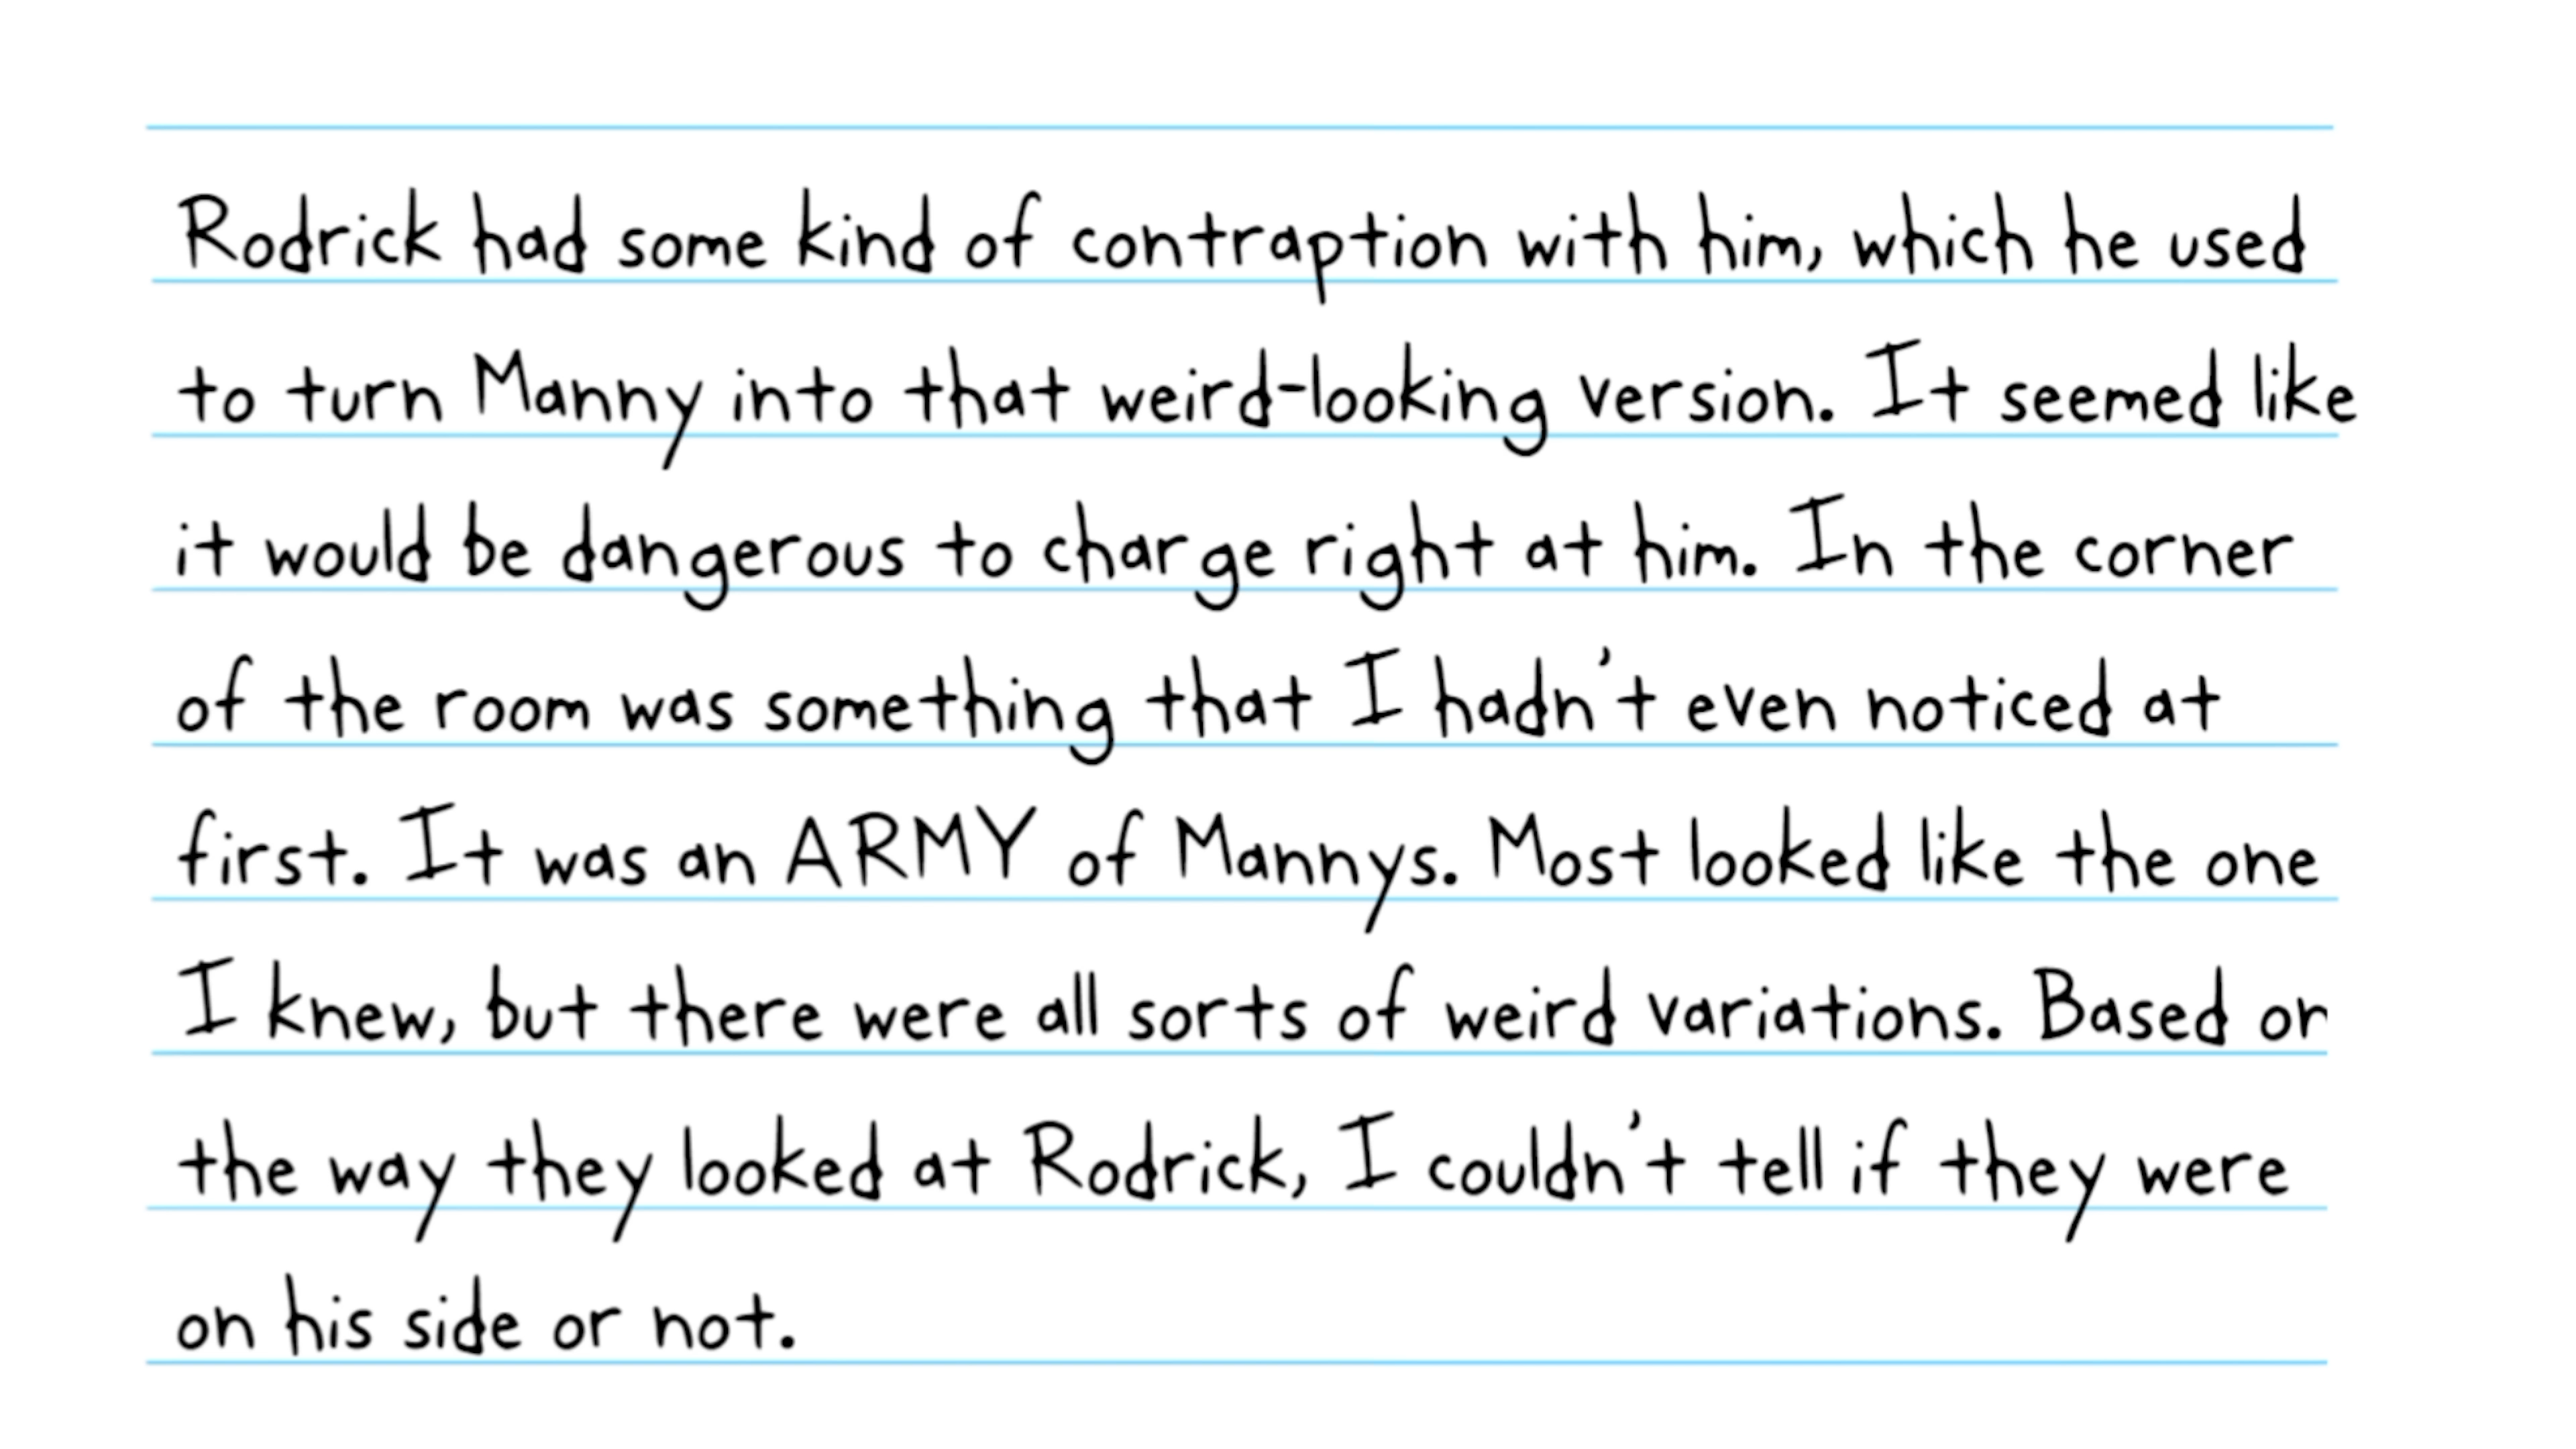 Rodrick had some kind of contraption with him, which he used
to turn Manny into that weird-looking version. It seemed like
it would be dangerous to charge right at him. In the corner
of the room was something that I hadn't even noticed at
first. It was an ARMY of Mannys. Most looked like the one
I knew, but there were all sorts of weird variations. Based on
the way they looked at Rodrick, I couldn't tell if they were
on his side or not.